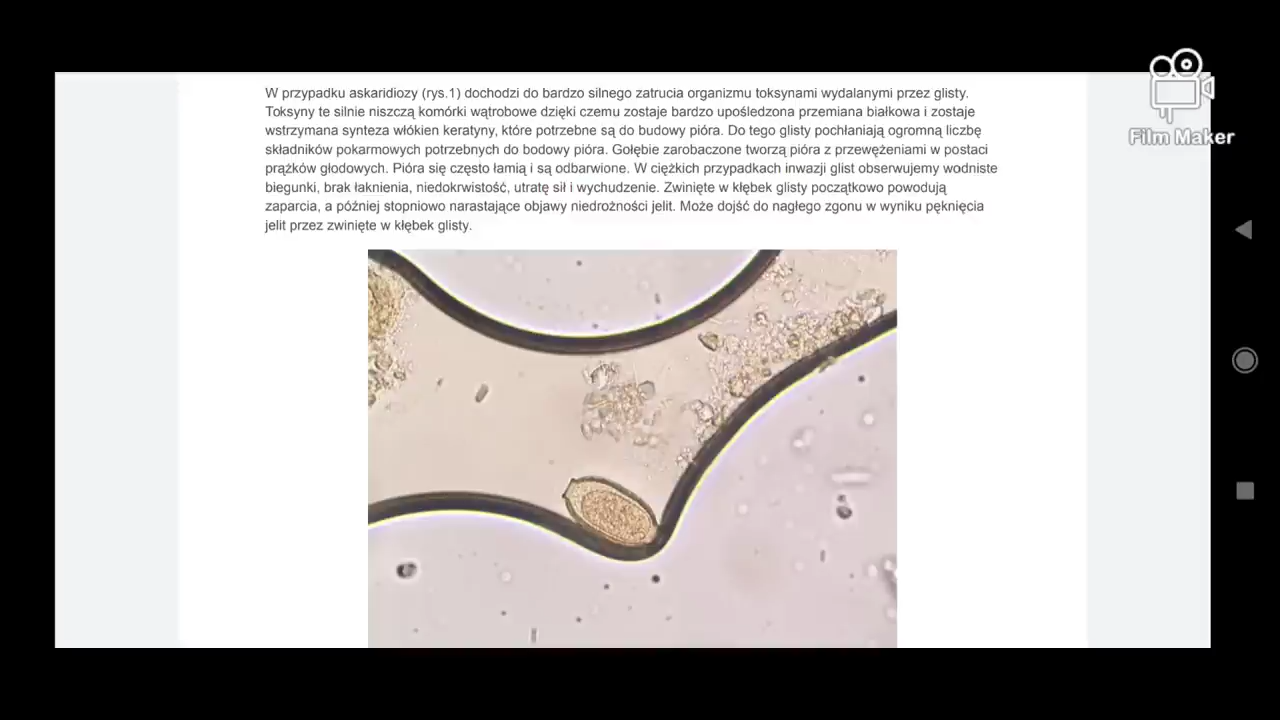 W przypadku askaridiozy (rys.1) dochodzi do bardzo silnego zatrucia organizmu toksynami wydalanymi przez glisty.
Toksyny te silnie niszczą komórki wątrobowe dzięki czemu zostaje bardzo upośledzona przemiana białkowa i zostaje
wstrzymana synteza włókien keratyny, które potrzebne są do budowy pióra. Do tego glisty pochłaniają ogromną liczbę
składników pokarmowych potrzebnych do bodowy pióra. Gołębie zarobaczone tworzą pióra z przewężeniami w postaci
prążków głodowych. Pióra się często łamią i są odbarwione. W ciężkich przypadkach inwazji glist obserwujemy wodniste
biegunki, brak łaknienia, niedokrwistość, utratę sił i wychudzenie. Zwinięte w kłębek glisty początkowo powodują
zaparcia, a później stopniowo narastające objawy niedrożności jelit. Może dojść do nagłego zgonu w wyniku pęknięcia
jelit przez zwinięte w kłębek glisty.
Film Maker